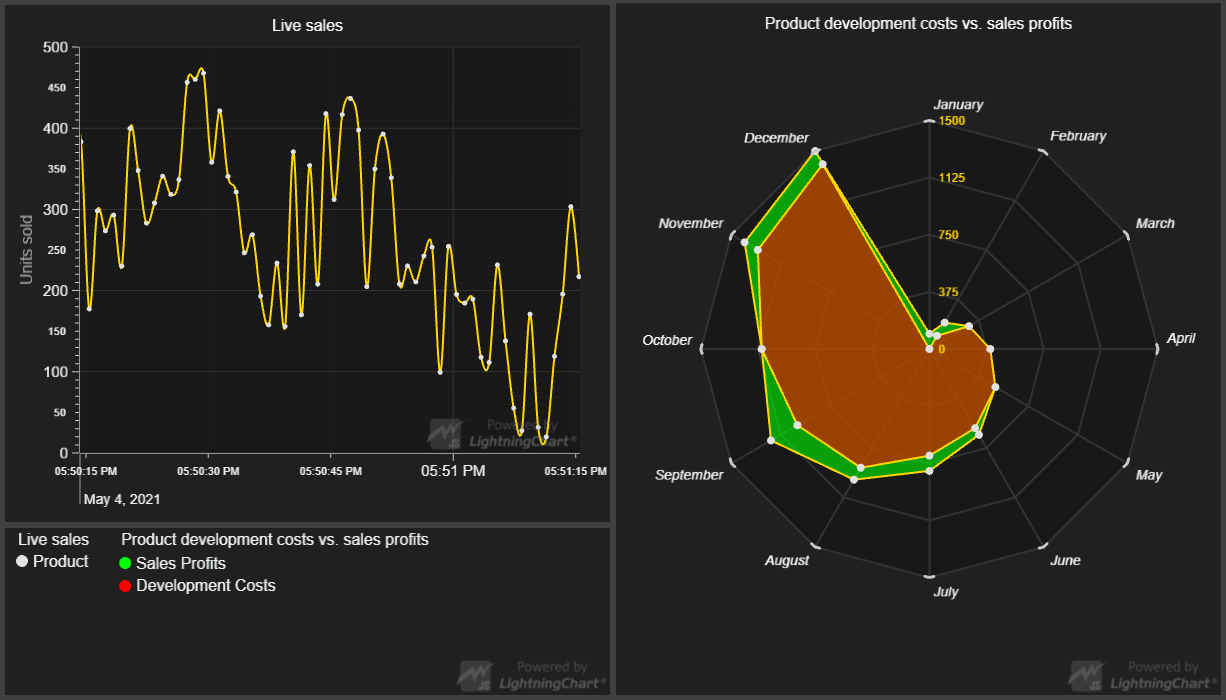 Live sales
500
450
400
350
300
250
200
150
100
50
0
Units sold
05:50:15 PM
05:50:30 PM
05:50:45 PM
05:51 PM
05:51:15 PM
May 4, 2021
Powered by
JS LightningChart®
Live sales
Product
Product development costs vs. sales profits
Sales Profits
Development Costs
Powered by
JS LightningChart®
Product development costs vs. sales profits
January
February
March
April
May
June
July
August
September
October
November
December
1500
1125
750
375
0
Powered by
JS LightningChart®